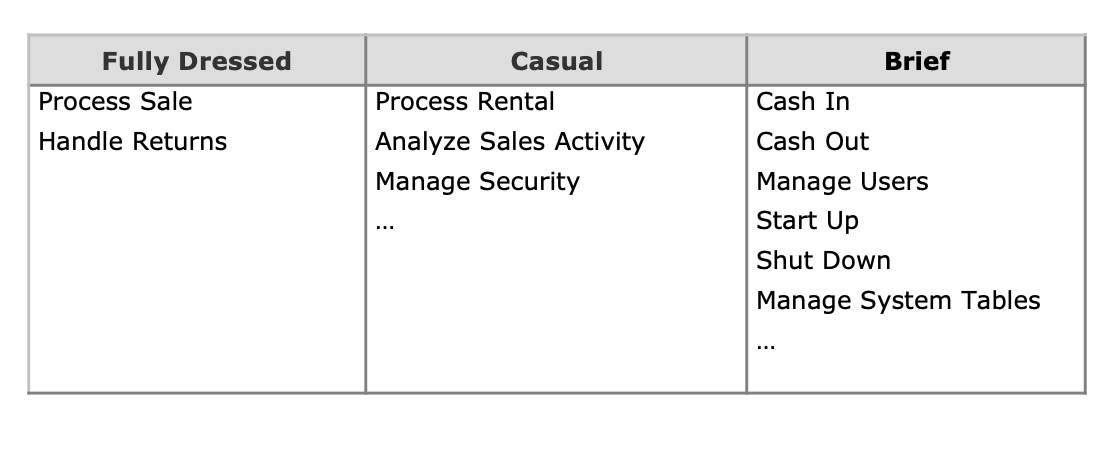 Fully Dressed Casual Brief
Process Sale Process Rental Cash In
Handle Returns Analyze Sales Activity Cash Out
Manage Security Manage Users
… Start Up
Shut Down
Manage System Tables
…